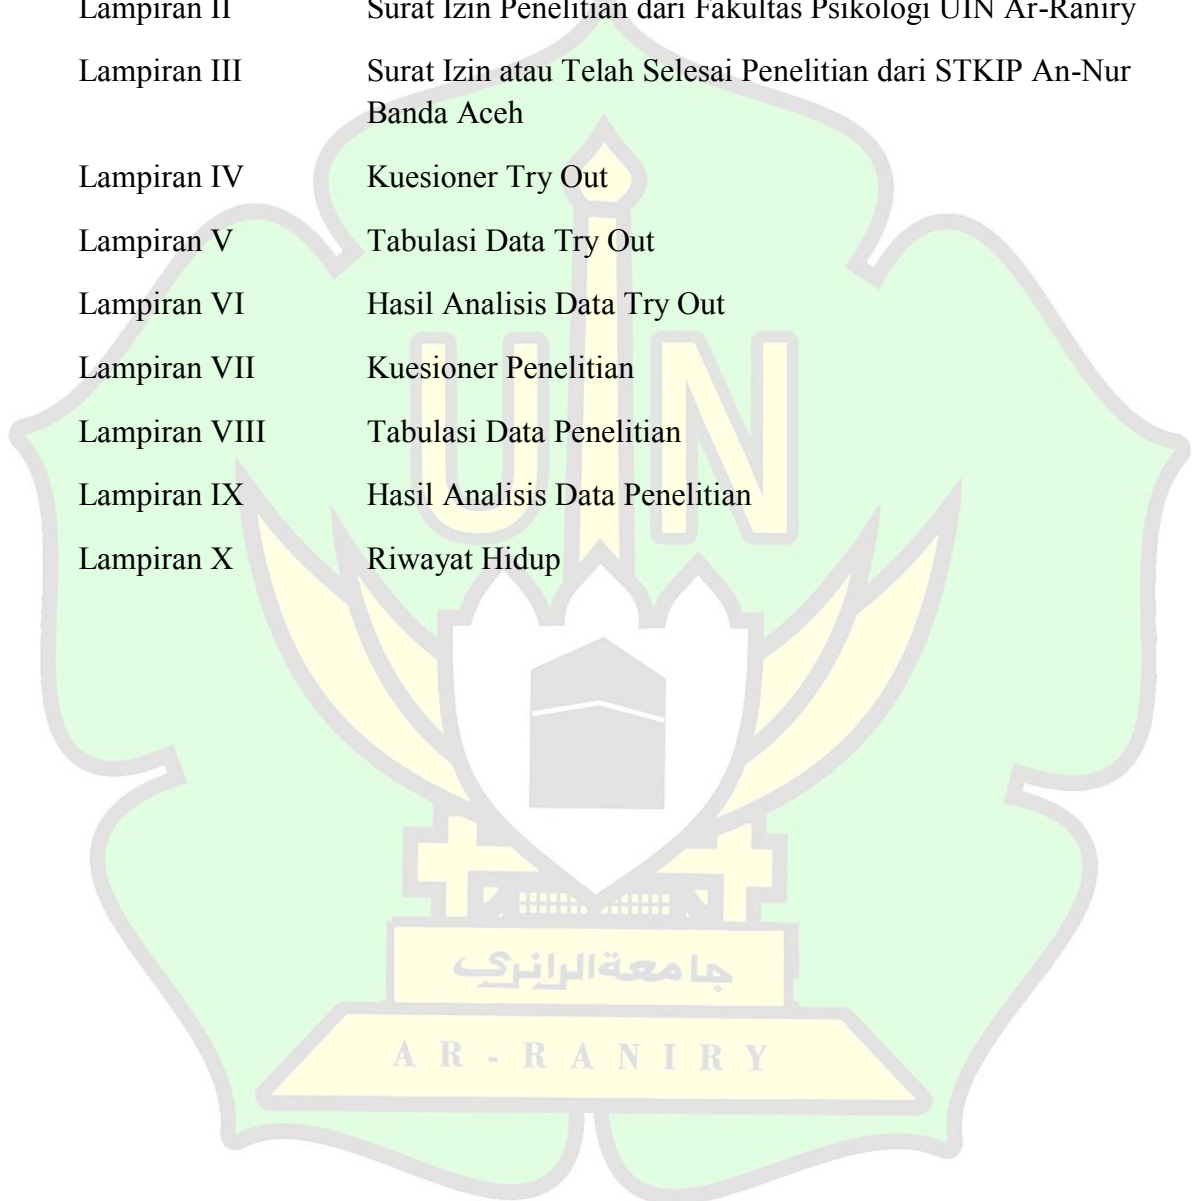 Lampiran II Surat Izin Penelitian dari Fakultas Psikologi UIN Ar-Raniry
Lampiran III Surat Izin atau Telah Selesai Penelitian dari STKIP An-Nur
Banda Aceh
Lampiran IV Kuesioner Try Out
Lampiran V Tabulasi Data Try Out
Lampiran VI Hasil Analisis Data Try Out
Lampiran VII Kuesioner Penelitian
Lampiran VIII Tabulasi Data Penelitian
Lampiran IX Hasil Analisis Data Penelitian
Lampiran X Riwayat Hidup
UIN
جامعة الرانري
AR-RANIRY